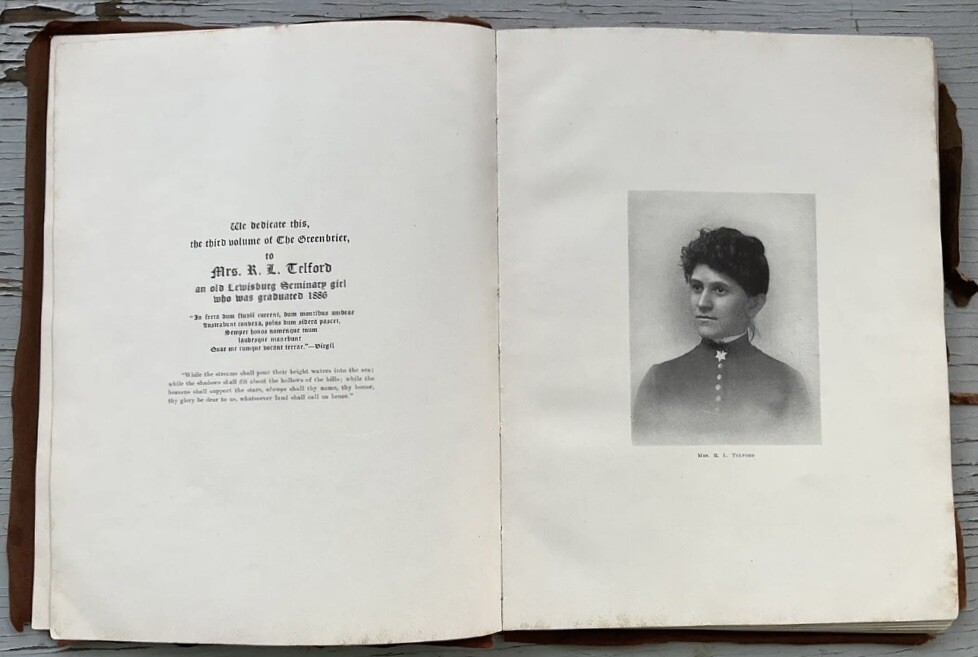 We dedicate this,
the third volume of The Greenbrier,
to
Mrs. R. L. Telford
an old Lewisburg Seminary girl
who was graduated 1886
"In freta dum fluvii current, dum montibus umbrae
lustrabunt convexa, polus dum sidera pascet,
Semper honos nomenque tuum
laudesque manebunt
Quae me cumque vocant terrae."—Virgil
"While the streams shall pour their bright waters into the sea;
while the shadows shall flit about the hollows of the hills; while the
heavens shall support the stars, always shall thy name, thy honor,
thy glory be dear to us, whatsoever land shall call us home."
Mrs. R. L. Telford